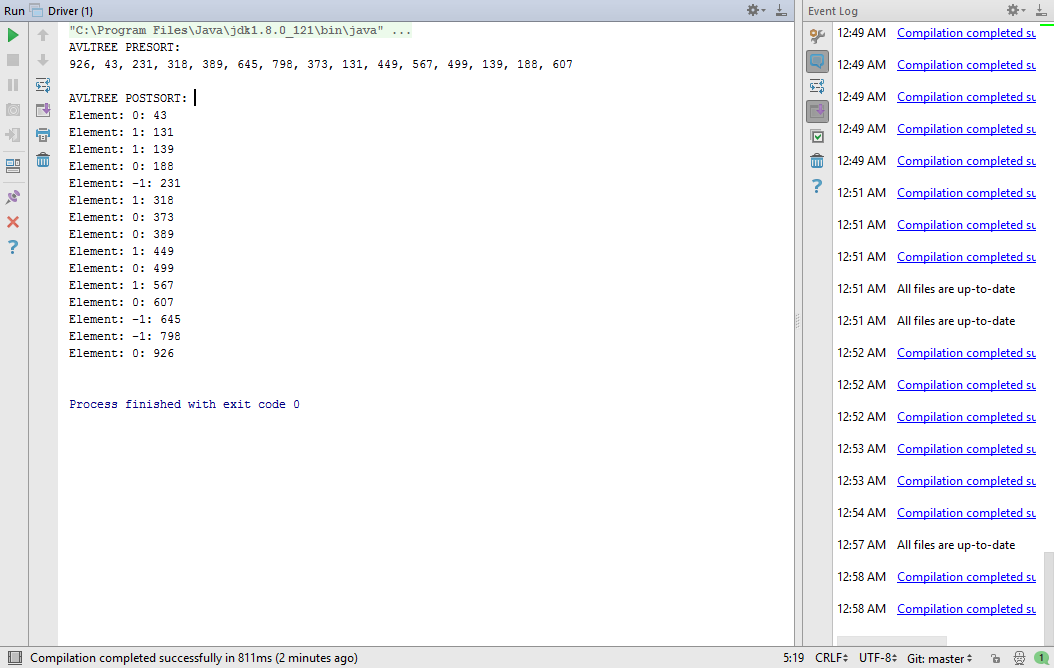 Run Driver (1)
"C:\Program Files\Java\jdk1.8.0_121\bin\java" ...
AVLTREE PRESORT:
926, 43, 231, 318, 389, 645, 798, 373, 131, 449, 567, 499, 139, 188, 607
AVLTREE POSTSORT:
Element: 0: 43
Element: 1: 131
Element: 1: 139
Element: 0: 188
Element: -1: 231
Element: 1: 318
Element: 0: 373
Element: 0: 389
Element: 1: 449
Element: 0: 499
Element: 1: 567
Element: 0: 607
Element: -1: 645
Element: -1: 798
Element: 0: 926
Process finished with exit code 0
Event Log
12:49 AM Compilation completed su
12:49 AM Compilation completed su
12:49 AM Compilation completed su
12:49 AM Compilation completed su
12:49 AM Compilation completed su
12:51 AM Compilation completed su
12:51 AM Compilation completed su
12:51 AM Compilation completed su
12:51 AM All files are up-to-date
12:51 AM All files are up-to-date
12:52 AM Compilation completed su
12:52 AM Compilation completed su
12:52 AM Compilation completed su
12:53 AM Compilation completed su
12:53 AM Compilation completed su
12:54 AM Compilation completed su
12:57 AM All files are up-to-date
12:58 AM Compilation completed su
12:58 AM Compilation completed su
Compilation completed successfully in 811ms (2 minutes ago) 5:19 CRLF UTF-8 Git: master 1